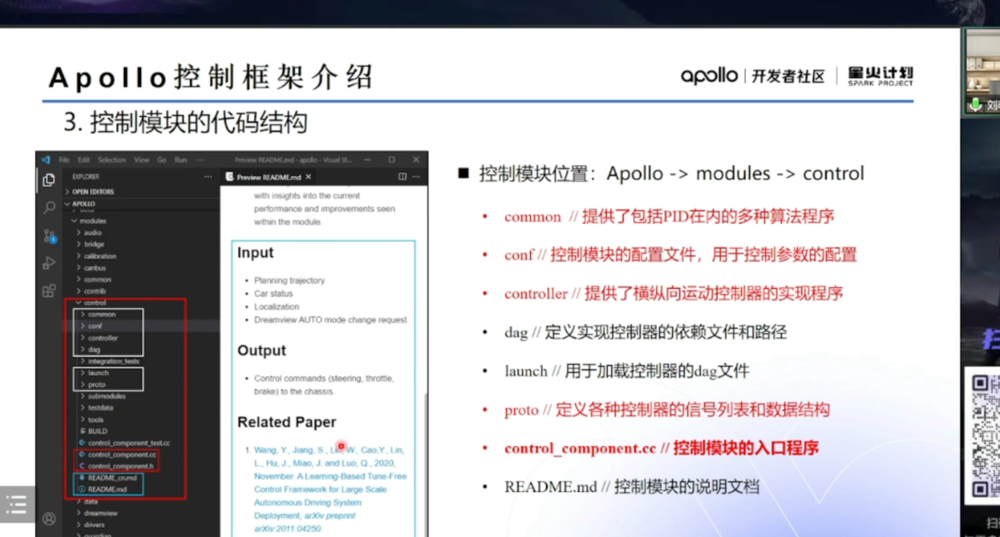 Apollo控制框架介绍
apollo | 开发者社区 | 星火计划
SPARK PROJECT
3. 控制模块的代码结构
File Edit Selection View Go Run ··· Preview README.md - apollo - Visual St...
EXPLORER ···
OPEN EDITORS
APOLLO
modules
audio
bridge
calibration
canbus
common
contrib
control
common
conf
controller
dag
integration_tests
launch
proto
submodules
testdata
tools
BUILD
control_component_test.cc
control_component.cc
control_component.h
README_cn.md
README.md
data
dreamview
drivers
Preview README.md
with insights into the current
performance and improvements seen
within the module.
Input
• Planning trajectory
• Car status
• Localization
• Dreamview AUTO mode change request
Output
• Control commands (steering, throttle,
brake) to the chassis.
Related Paper
1. Wang, Y., Jiang, S., W., Cao,Y., Lin,
L., Hu, J., Miao, J. and Luo, Q., 2020,
November. A Learning-Based Tune-Free
Control Framework for Large Scale
Autonomous Driving System
Deployment, arXiv preprint
arXiv 2011 04250
■ 控制模块位置：Apollo -> modules -> control
• common // 提供了包括PID在内的多种算法程序
• conf // 控制模块的配置文件，用于控制参数的配置
• controller // 提供了横纵向运动控制器的实现程序
• dag // 定义实现控制器的依赖文件和路径
• launch // 用于加载控制器的dag文件
• proto // 定义各种控制器的信号列表和数据结构
• control_component.cc // 控制模块的入口程序
• README.md // 控制模块的说明文档
刘
扫
扫